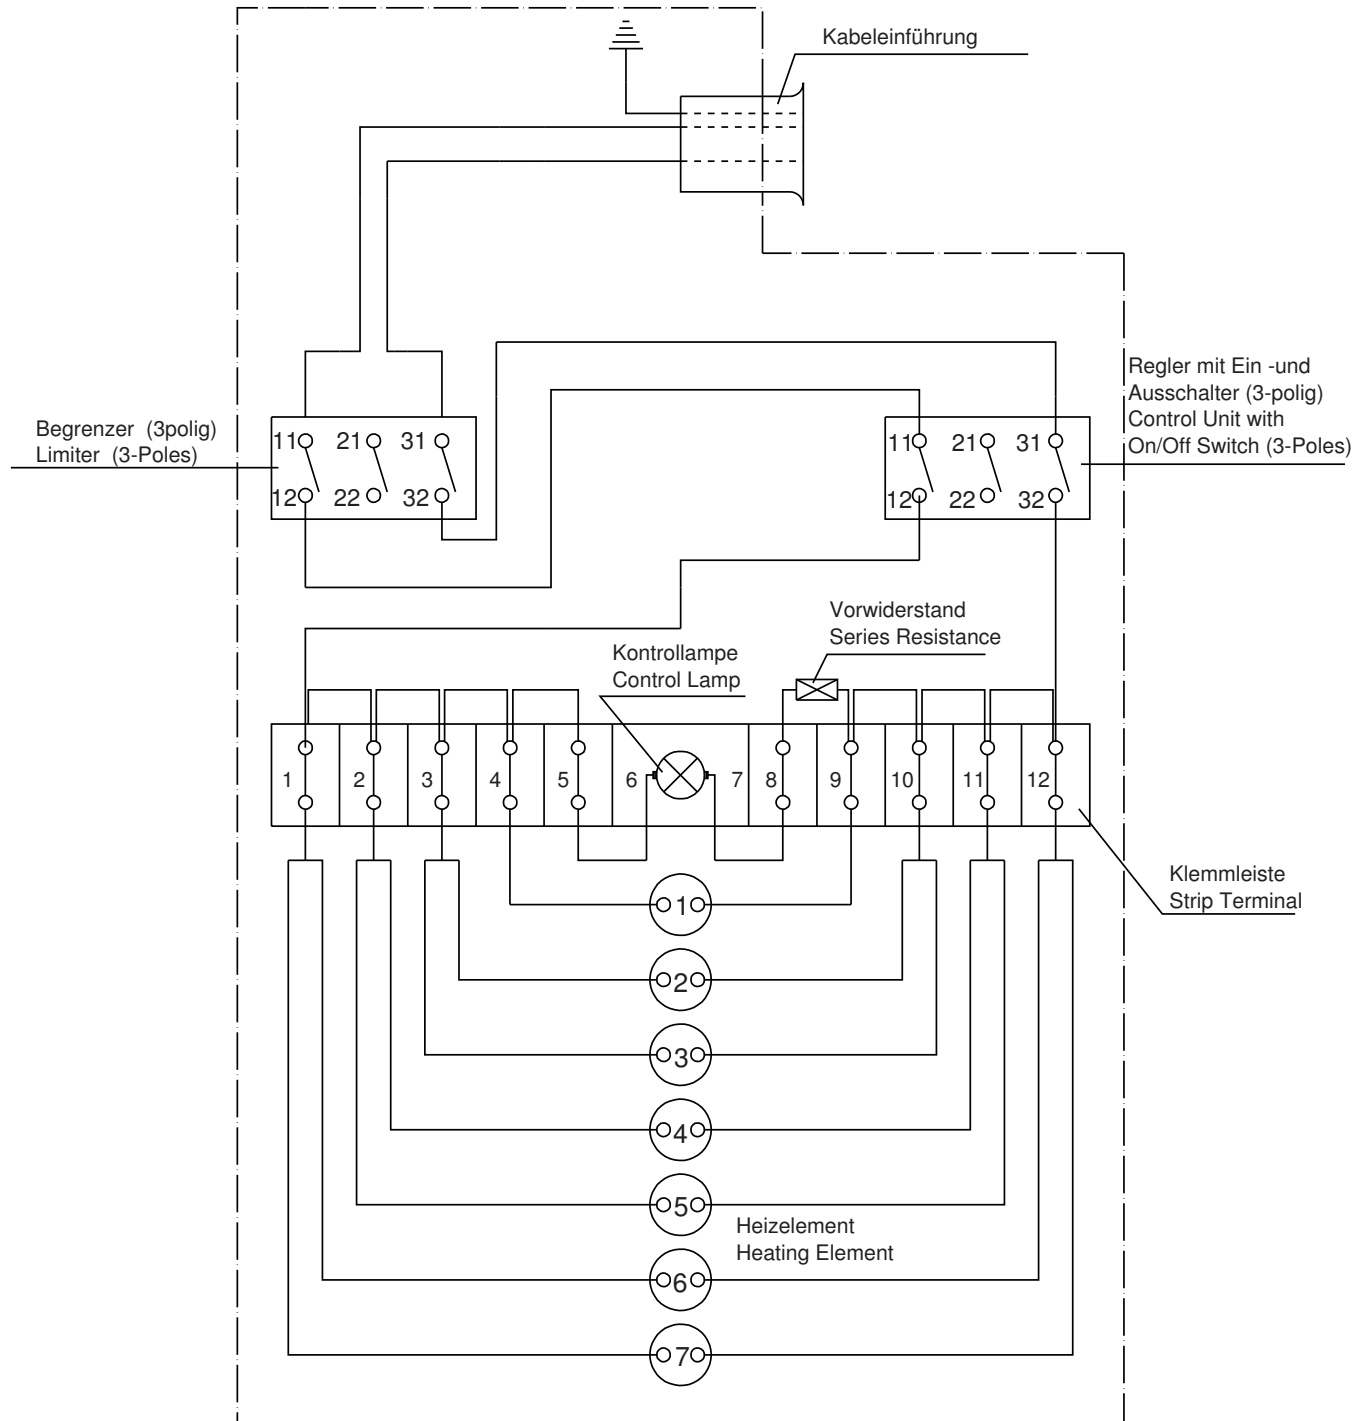 Kabeleinführung
Regler mit Ein -und
Ausschalter (3-polig)
Control Unit with
On/Off Switch (3-Poles)
Begrenzer (3polig)
Limiter (3-Poles)
11 21 31
12 22 32
11 21 31
12 22 32
Vorwiderstand
Series Resistance
Kontrollampe
Control Lamp
1 2 3 4 5 6 7 8 9 10 11 12
Klemmleiste
Strip Terminal
1
2
3
4
5
Heizelement
Heating Element
6
7